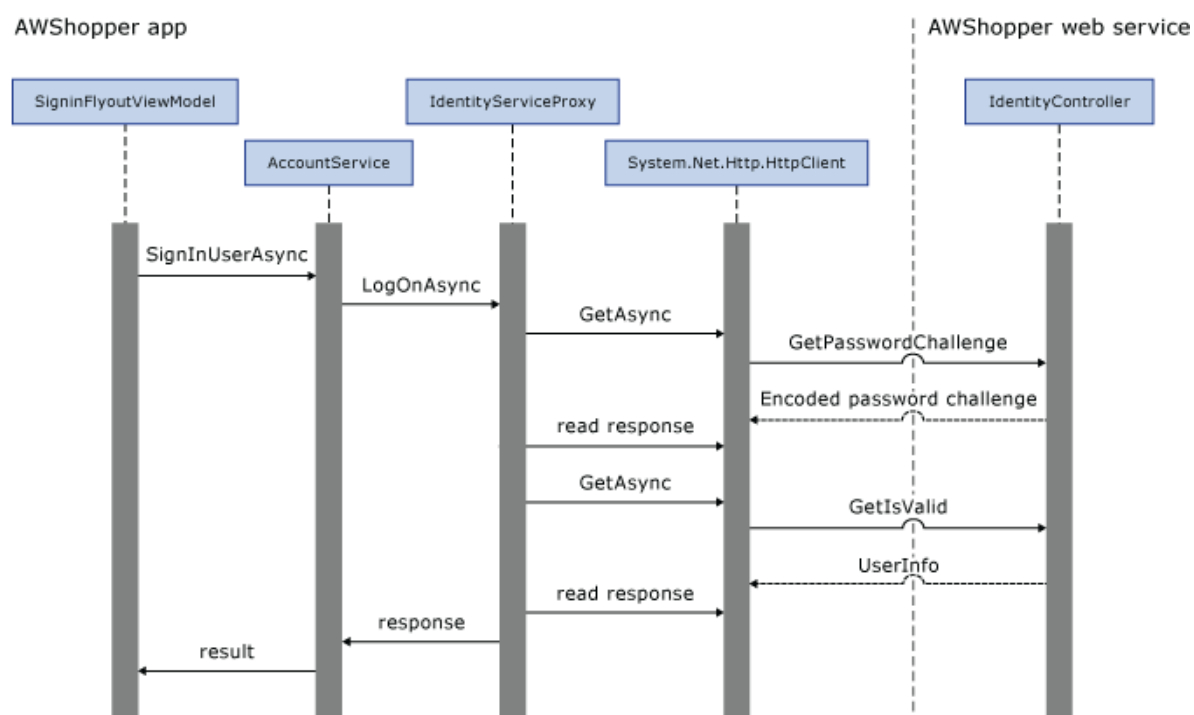 AWShopper app
AWShopper web service
SigninFlyoutViewModel
IdentityServiceProxy
IdentityController
AccountService
System.Net.Http.HttpClient
SignInUserAsync
LogOnAsync
GetAsync
GetPasswordChallenge
Encoded password challenge
read response
GetAsync
GetIsValid
UserInfo
read response
response
result